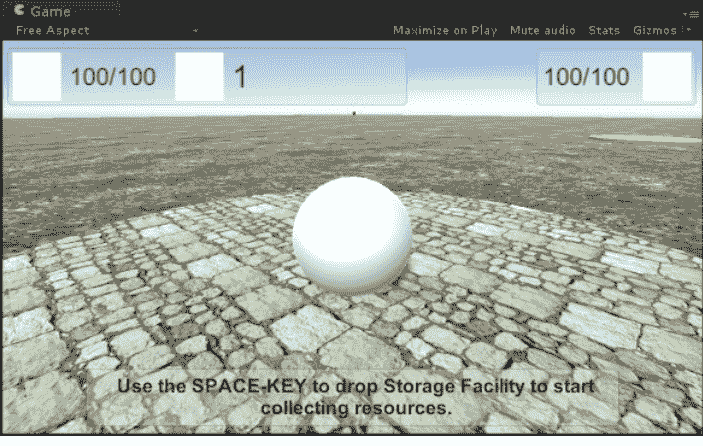 Game
Free Aspect Maximize on Play Mute audio Stats Gizmos
100/100 1 100/100
Use the SPACE-KEY to drop Storage Facility to start
collecting resources.